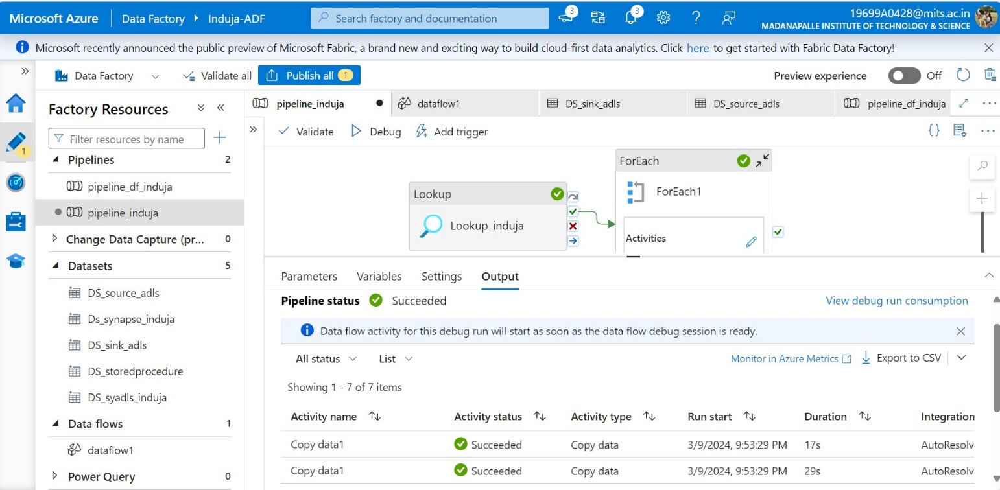 Microsoft Azure Data Factory Induja-ADF Search factory and documentation 3 3 19699A0428@mits.ac.in
MADANAPALLE INSTITUTE OF TECHNOLOGY & SCIENCE
Microsoft recently announced the public preview of Microsoft Fabric, a brand new and exciting way to build cloud-first data analytics. Click here to get started with Fabric Data Factory!
Data Factory Validate all Publish all 1 Preview experience Off
1
Factory Resources
Filter resources by name
Pipelines 2
pipeline_df_induja
pipeline_induja
Change Data Capture (pr... 0
Datasets 5
DS_source_adls
Ds_synapse_induja
DS_sink_adls
DS_storedprocedure
DS_syadls_induja
Data flows 1
dataflow1
Power Query 0
pipeline_induja dataflow1 DS_sink_adls DS_source_adls pipeline_df_induja
Validate Debug Add trigger
Lookup
Lookup_induja
ForEach
ForEach1
Activities
Parameters Variables Settings Output
Pipeline status Succeeded View debug run consumption
Data flow activity for this debug run will start as soon as the data flow debug session is ready.
All status List Monitor in Azure Metrics Export to CSV
Showing 1 - 7 of 7 items
Activity name Activity status Activity type Run start Duration Integration
Copy data1 Succeeded Copy data 3/9/2024, 9:53:29 PM 17s AutoResolv
Copy data1 Succeeded Copy data 3/9/2024, 9:53:29 PM 29s AutoResolv